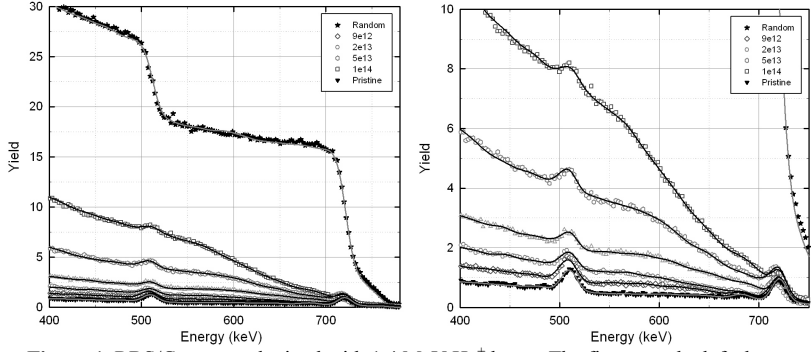 30
25
20
15
10
5
0
Yield
Random
9e12
2e13
5e13
1e14
Pristine
400 500 600 700
Energy (keV)
10
8
6
4
2
0
Yield
Random
9e12
2e13
5e13
1e14
Pristine
400 500 600 700
Energy (keV)